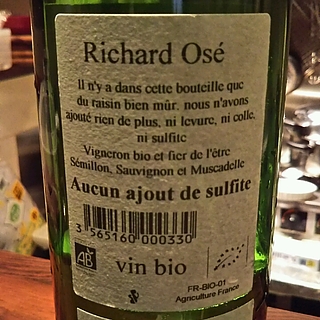 Richard Osé
Il n'y a dans cette bouteille que
du raisin bien mûr. nous n'avons
ajouté rien de plus, ni levure, ni colle,
ni sulfite
Vigneron bio et fier de l'être
Sémillon, Sauvignon et Muscadelle
Aucun ajout de sulfite
3 565160 000330
AB
vin bio
FR-BIO-01
Agriculture France